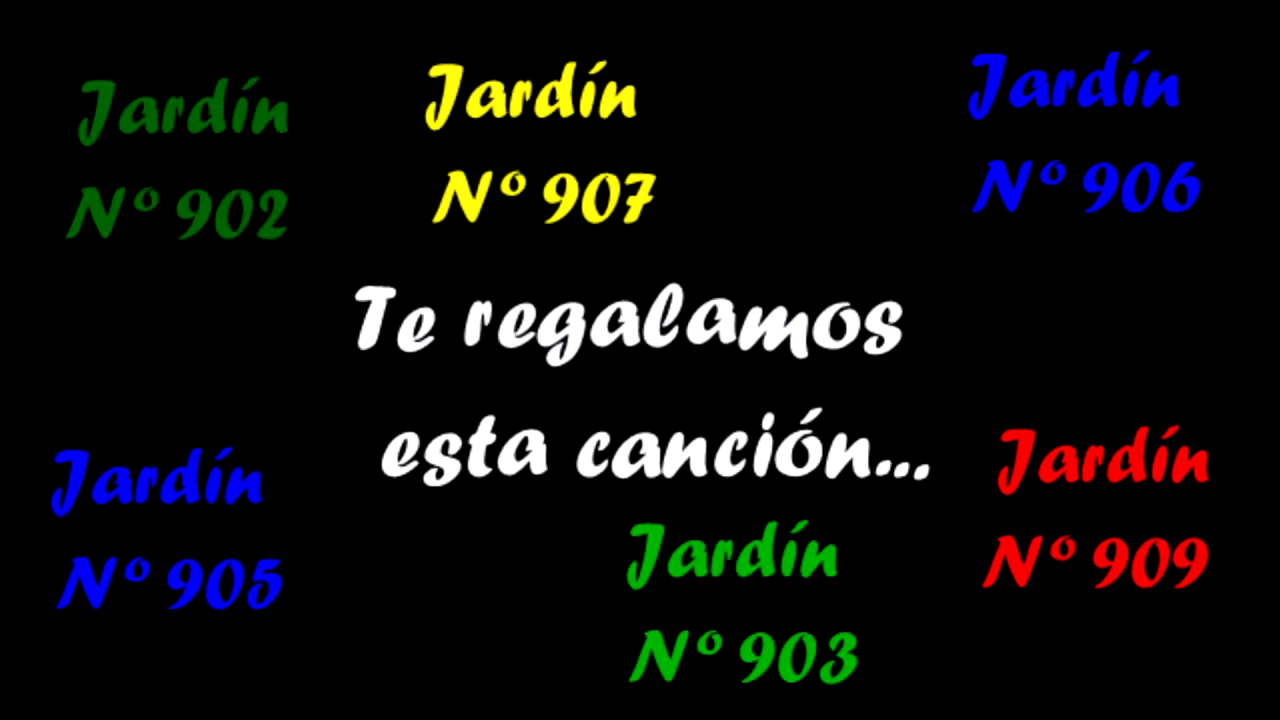 Jardín
Nº 902
Jardín
Nº 907
Jardín
Nº 906
Te regalamos
esta canción...
Jardín
Nº 905
Jardín
Nº 903
Jardín
Nº 909